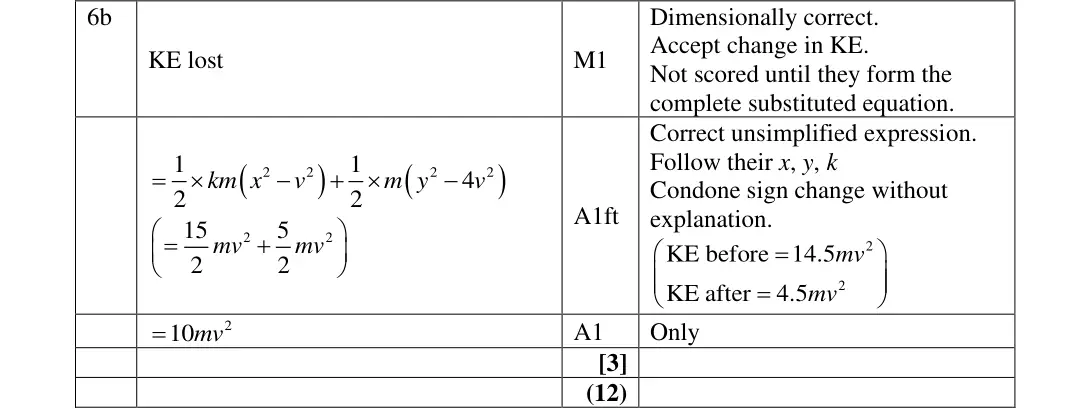 6b
KE lost
M1
Dimensionally correct.
Accept change in KE.
Not scored until they form the
complete substituted equation.
= 1/2 × km(x² − v²) + 1/2 × m(y² − 4v²)
(= 15/2 mv² + 5/2 mv²)
A1ft
Correct unsimplified expression.
Follow their x, y, k
Condone sign change without
explanation.
(KE before = 14.5mv²
KE after = 4.5mv²)
= 10mv²
A1
Only
[3]
(12)